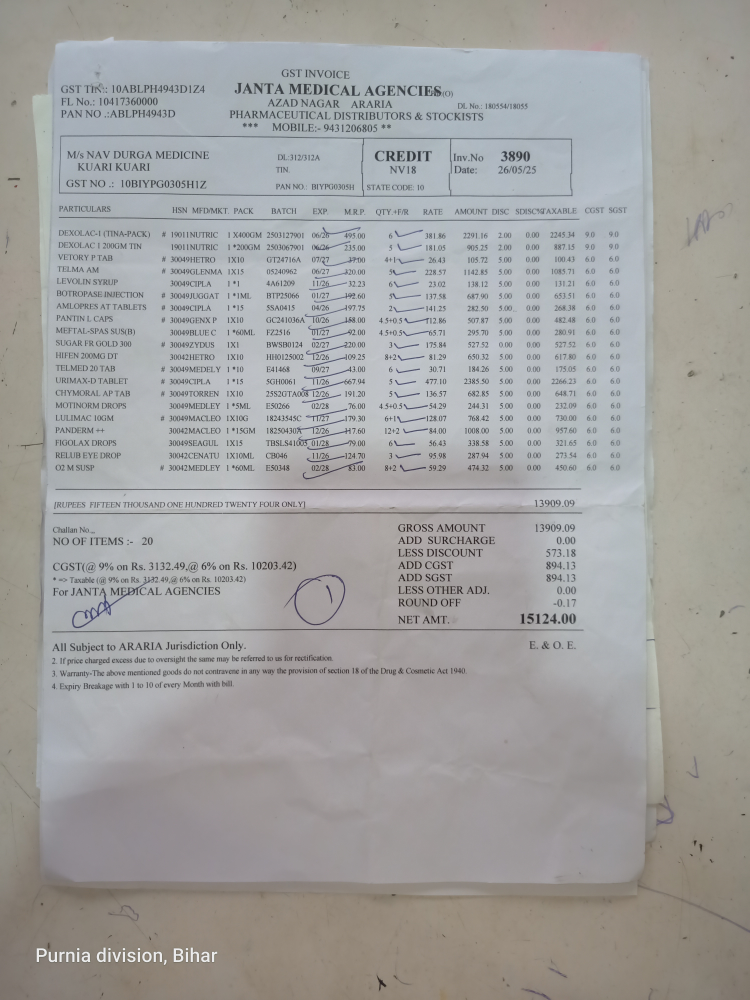 GST INVOICE
GST TIN.: 10ABLPH4943D1Z4
JANTA MEDICAL AGENCIES(O)
FL No.: 10417360000
AZAD NAGAR ARARIA
DL No.: 180554/18055
PAN NO .:ABLPH4943D
PHARMACEUTICAL DISTRIBUTORS & STOCKISTS
*** MOBILE:- 9431206805 **
M/s NAV DURGA MEDICINE DL:312/312A CREDIT Inv.No 3890
KUARI KUARI TIN. NV18 Date: 26/05/25
GST NO .: 10BIYPG0305H1Z PAN NO.: BIYPG0305H STATE CODE: 10
PARTICULARS HSN MFD/MKT. PACK BATCH EXP. M.R.P. QTY.+F/R RATE AMOUNT DISC SDISC%TAXABLE CGST SGST
DEXOLAC-1 (TINA-PACK) # 19011NUTRIC 1 X400GM 2503127901 06/26 495.00 6 381.86 2291.16 2.00 0.00 2245.34 9.0 9.0
DEXOLAC 1 200GM TIN 19011NUTRIC 1 *200GM 2503067901 06/26 235.00 5 181.05 905.25 2.00 0.00 887.15 9.0 9.0
VETORY P TAB # 30049HETRO 1X10 GT24716A 07/27 37.00 4+1 26.43 105.72 5.00 0.00 100.43 6.0 6.0
TELMA AM # 30049GLENMA 1X15 05240962 06/27 320.00 5 228.57 1142.85 5.00 0.00 1085.71 6.0 6.0
LEVOLIN SYRUP 30049CIPLA 1 *1 4A61209 11/26 32.23 6 23.02 138.12 5.00 0.00 131.21 6.0 6.0
BOTROPASE INJECTION # 30049JUGGAT 1 *1ML BTP25066 01/27 192.60 5 137.58 687.90 5.00 0.00 653.51 6.0 6.0
AMLOPRES AT TABLETS # 30049CIPLA 1 *15 5SA0415 04/26 197.75 2 141.25 282.50 5.00 0.00 268.38 6.0 6.0
PANTIN L CAPS # 30049GENX P 1X10 GC241036A 10/26 158.00 4.5+0.5 112.86 507.87 5.00 0.00 482.48 6.0 6.0
MEFTAL-SPAS SUS(B) 30049BLUE C 1 *60ML FZ2516 01/27 92.00 4.5+0.5 65.71 295.70 5.00 0.00 280.91 6.0 6.0
SUGAR FR GOLD 300 # 30049ZYDUS 1X1 BWSB0124 02/27 220.00 3 175.84 527.52 0.00 0.00 527.52 6.0 6.0
HIFEN 200MG DT 30042HETRO 1X10 HH0125002 12/26 109.25 8+2 81.29 650.32 5.00 0.00 617.80 6.0 6.0
TELMED 20 TAB # 30049MEDELY 1 *10 E41468 09/27 43.00 6 30.71 184.26 5.00 0.00 175.05 6.0 6.0
URIMAX-D TABLET # 30049CIPLA 1 *15 5GH0061 11/26 667.94 5 477.10 2385.50 5.00 0.00 2266.23 6.0 6.0
CHYMORAL AP TAB # 30049TORREN 1X10 25S2GTA008 12/26 191.20 5 136.57 682.85 5.00 0.00 648.71 6.0 6.0
MOTINORM DROPS 30049MEDLEY 1 *5ML E50266 02/28 76.00 4.5+0.5 54.29 244.31 5.00 0.00 232.09 6.0 6.0
LULIMAC 10GM # 30049MACLEO 1X10G 18243545C 11/27 179.30 6+1 128.07 768.42 5.00 0.00 730.00 6.0 6.0
PANDERM ++ # 30049MACLEO 1 *15GM 18250430A 12/26 117.60 12+2 84.00 1008.00 5.00 0.00 957.60 6.0 6.0
FIGOLAX DROPS 30049SEAGUL 1X15 TBSLS41005 01/28 79.00 6 56.43 338.58 5.00 0.00 321.65 6.0 6.0
RELUB EYE DROP 30042CENATU 1X10ML CB046 11/26 124.70 3 95.98 287.94 5.00 0.00 273.54 6.0 6.0
O2 M SUSP # 30042MEDLEY 1 *60ML E50348 02/28 83.00 8+2 59.29 474.32 5.00 0.00 450.60 6.0 6.0
[RUPEES FIFTEEN THOUSAND ONE HUNDRED TWENTY FOUR ONLY] 13909.09
Challan No._ GROSS AMOUNT 13909.09
NO OF ITEMS :- 20 ADD SURCHARGE 0.00
LESS DISCOUNT 573.18
CGST(@ 9% on Rs. 3132.49,@ 6% on Rs. 10203.42) ADD CGST 894.13
* => Taxable (@ 9% on Rs. 3132.49,@ 6% on Rs. 10203.42) ADD SGST 894.13
For JANTA MEDICAL AGENCIES LESS OTHER ADJ. 0.00
1
ROUND OFF -0.17
NET AMT. 15124.00
All Subject to ARARIA Jurisdiction Only. E. & O. E.
2. If price charged excess due to oversight the same may be referred to us for rectification.
3. Warranty-The above mentioned goods do not contravene in any way the provision of section 18 of the Drug & Cosmetic Act 1940.
4. Expiry Breakage with 1 to 10 of every Month with bill.
Purnia division, Bihar